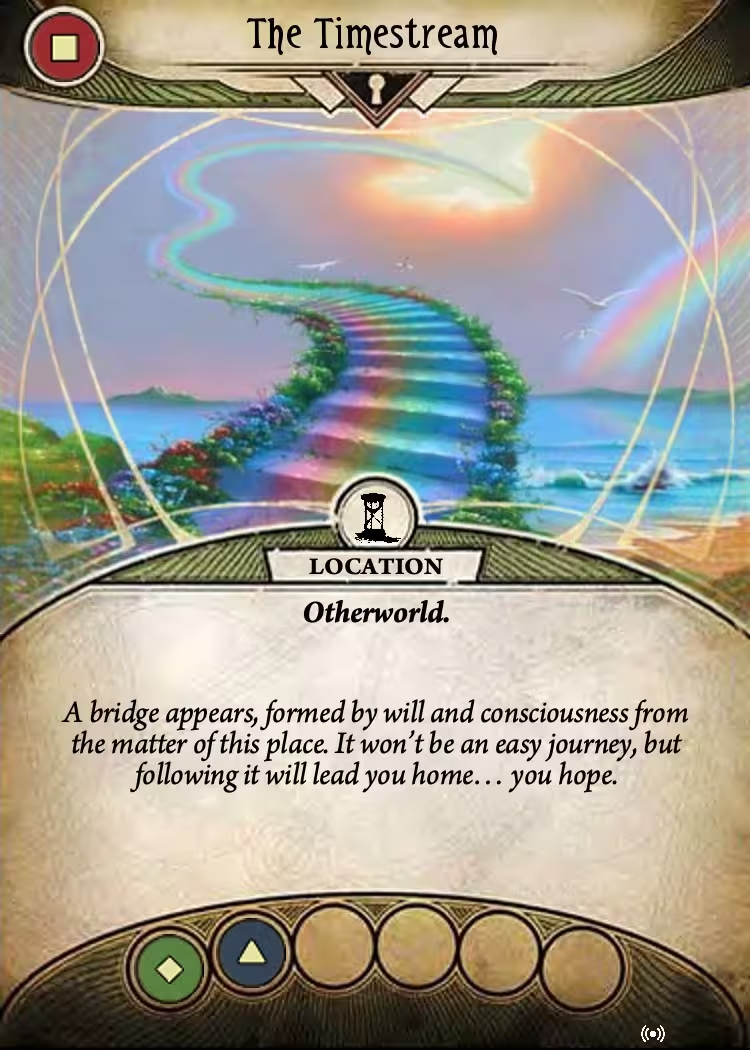 The Timestream
LOCATION
Otherworld.
A bridge appears, formed by will and consciousness from
the matter of this place. It won’t be an easy journey, but
following it will lead you home… you hope.